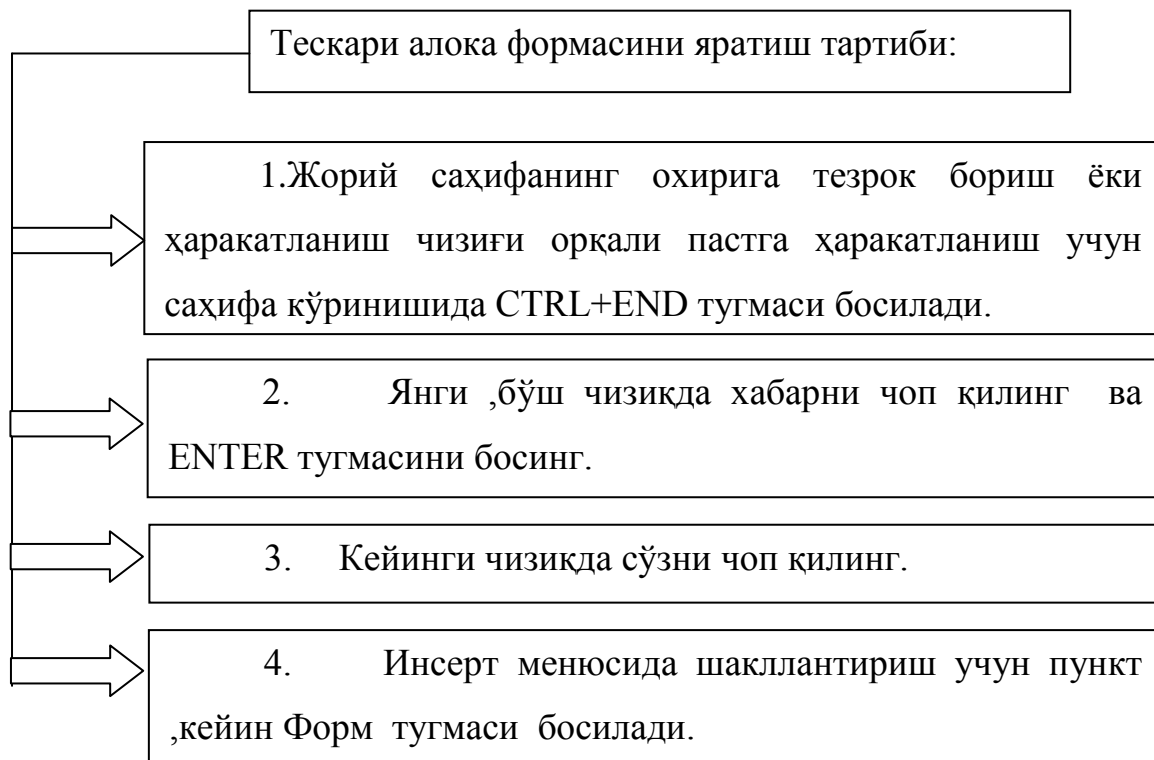 Тескари алока формасини яратиш тартиби:
1.Жорий саҳифанинг охирига тезрок бориш ёки
ҳаракатланиш чизиғи орқали пастга ҳаракатланиш учун
саҳифа кўринишида CTRL+END тугмаси босилади.
2. Янги ,бўш чизиқда хабарни чоп қилинг ва
ENTER тугмасини босинг.
3. Кейинги чизиқда сўзни чоп қилинг.
4. Инсерт менюсида шакллантириш учун пункт
,кейин Форм тугмаси босилади.